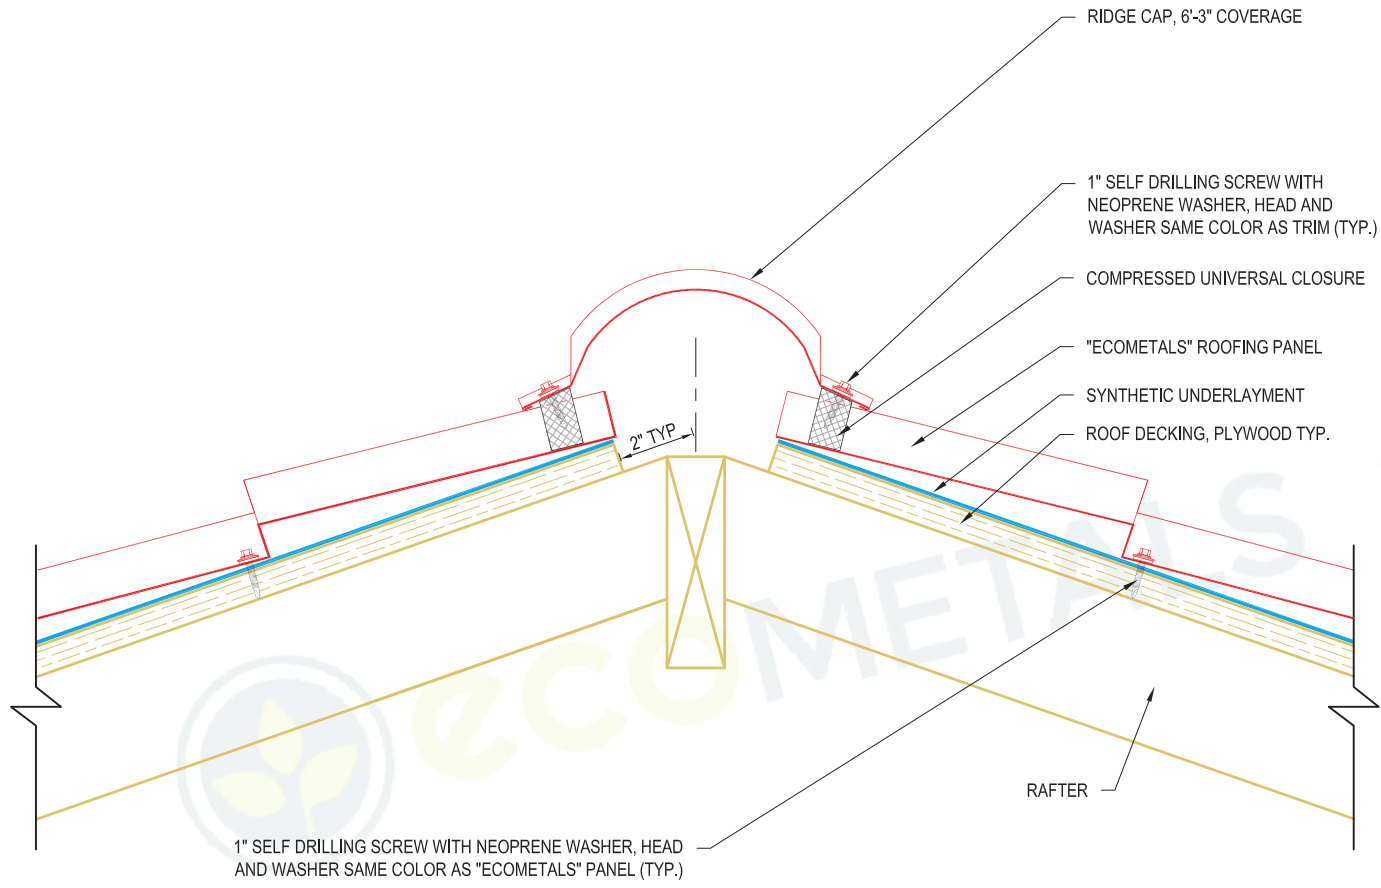 RIDGE CAP, 6'-3" COVERAGE
1" SELF DRILLING SCREW WITH
NEOPRENE WASHER, HEAD AND
WASHER SAME COLOR AS TRIM (TYP.)
COMPRESSED UNIVERSAL CLOSURE
"ECOMETALS" ROOFING PANEL
SYNTHETIC UNDERLAYMENT
ROOF DECKING, PLYWOOD TYP.
2" TYP
ecoMETALS
RAFTER
1" SELF DRILLING SCREW WITH NEOPRENE WASHER, HEAD
AND WASHER SAME COLOR AS "ECOMETALS" PANEL (TYP.)